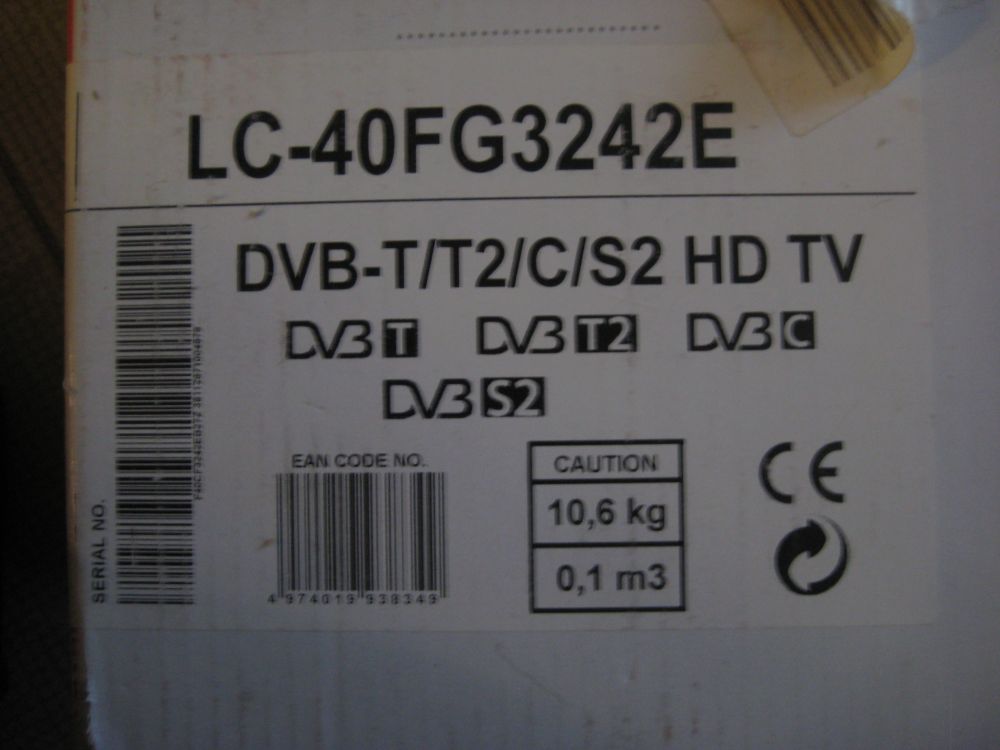 LC-40FG3242E
DVB-T/T2/C/S2 HD TV
DVB T DVB T2 DVB C
DVB S2
SERIAL NO.
EAN CODE NO.
4 974019 938349
CAUTION
10,6 kg
0,1 m3
CE